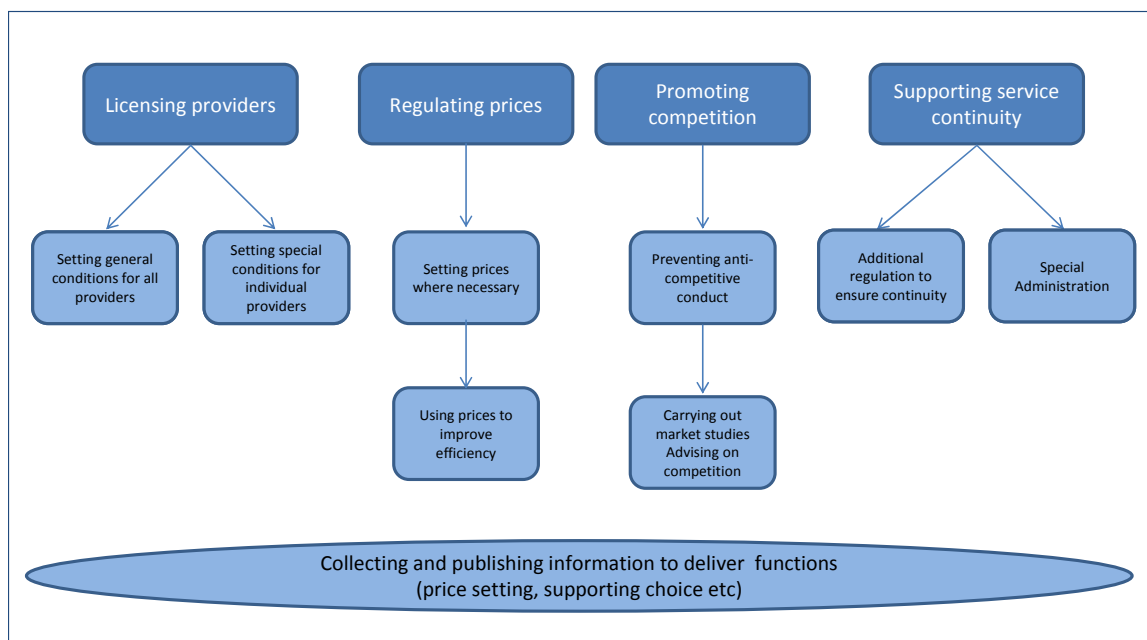 Licensing providers
Regulating prices
Promoting
competition
Supporting service
continuity
Setting general
conditions for all
providers
Setting special
conditions for
individual
providers
Setting prices
where necessary
Preventing anti-
competitive
conduct
Additional
regulation to
ensure continuity
Special
Administration
Using prices to
improve
efficiency
Carrying out
market studies
Advising on
competition
Collecting and publishing information to deliver functions
(price setting, supporting choice etc)